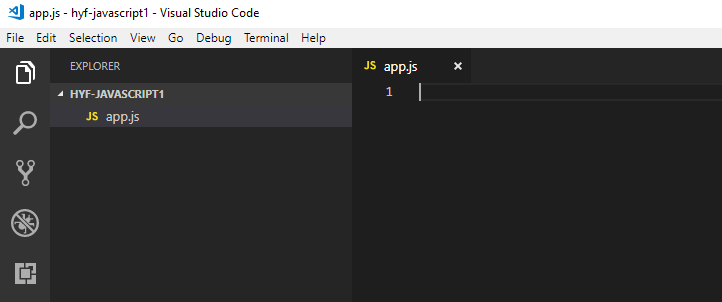 app.js - hyf-javascript1 - Visual Studio Code
File Edit Selection View Go Debug Terminal Help
EXPLORER
HYF-JAVASCRIPT1
JS app.js
JS app.js ×
1